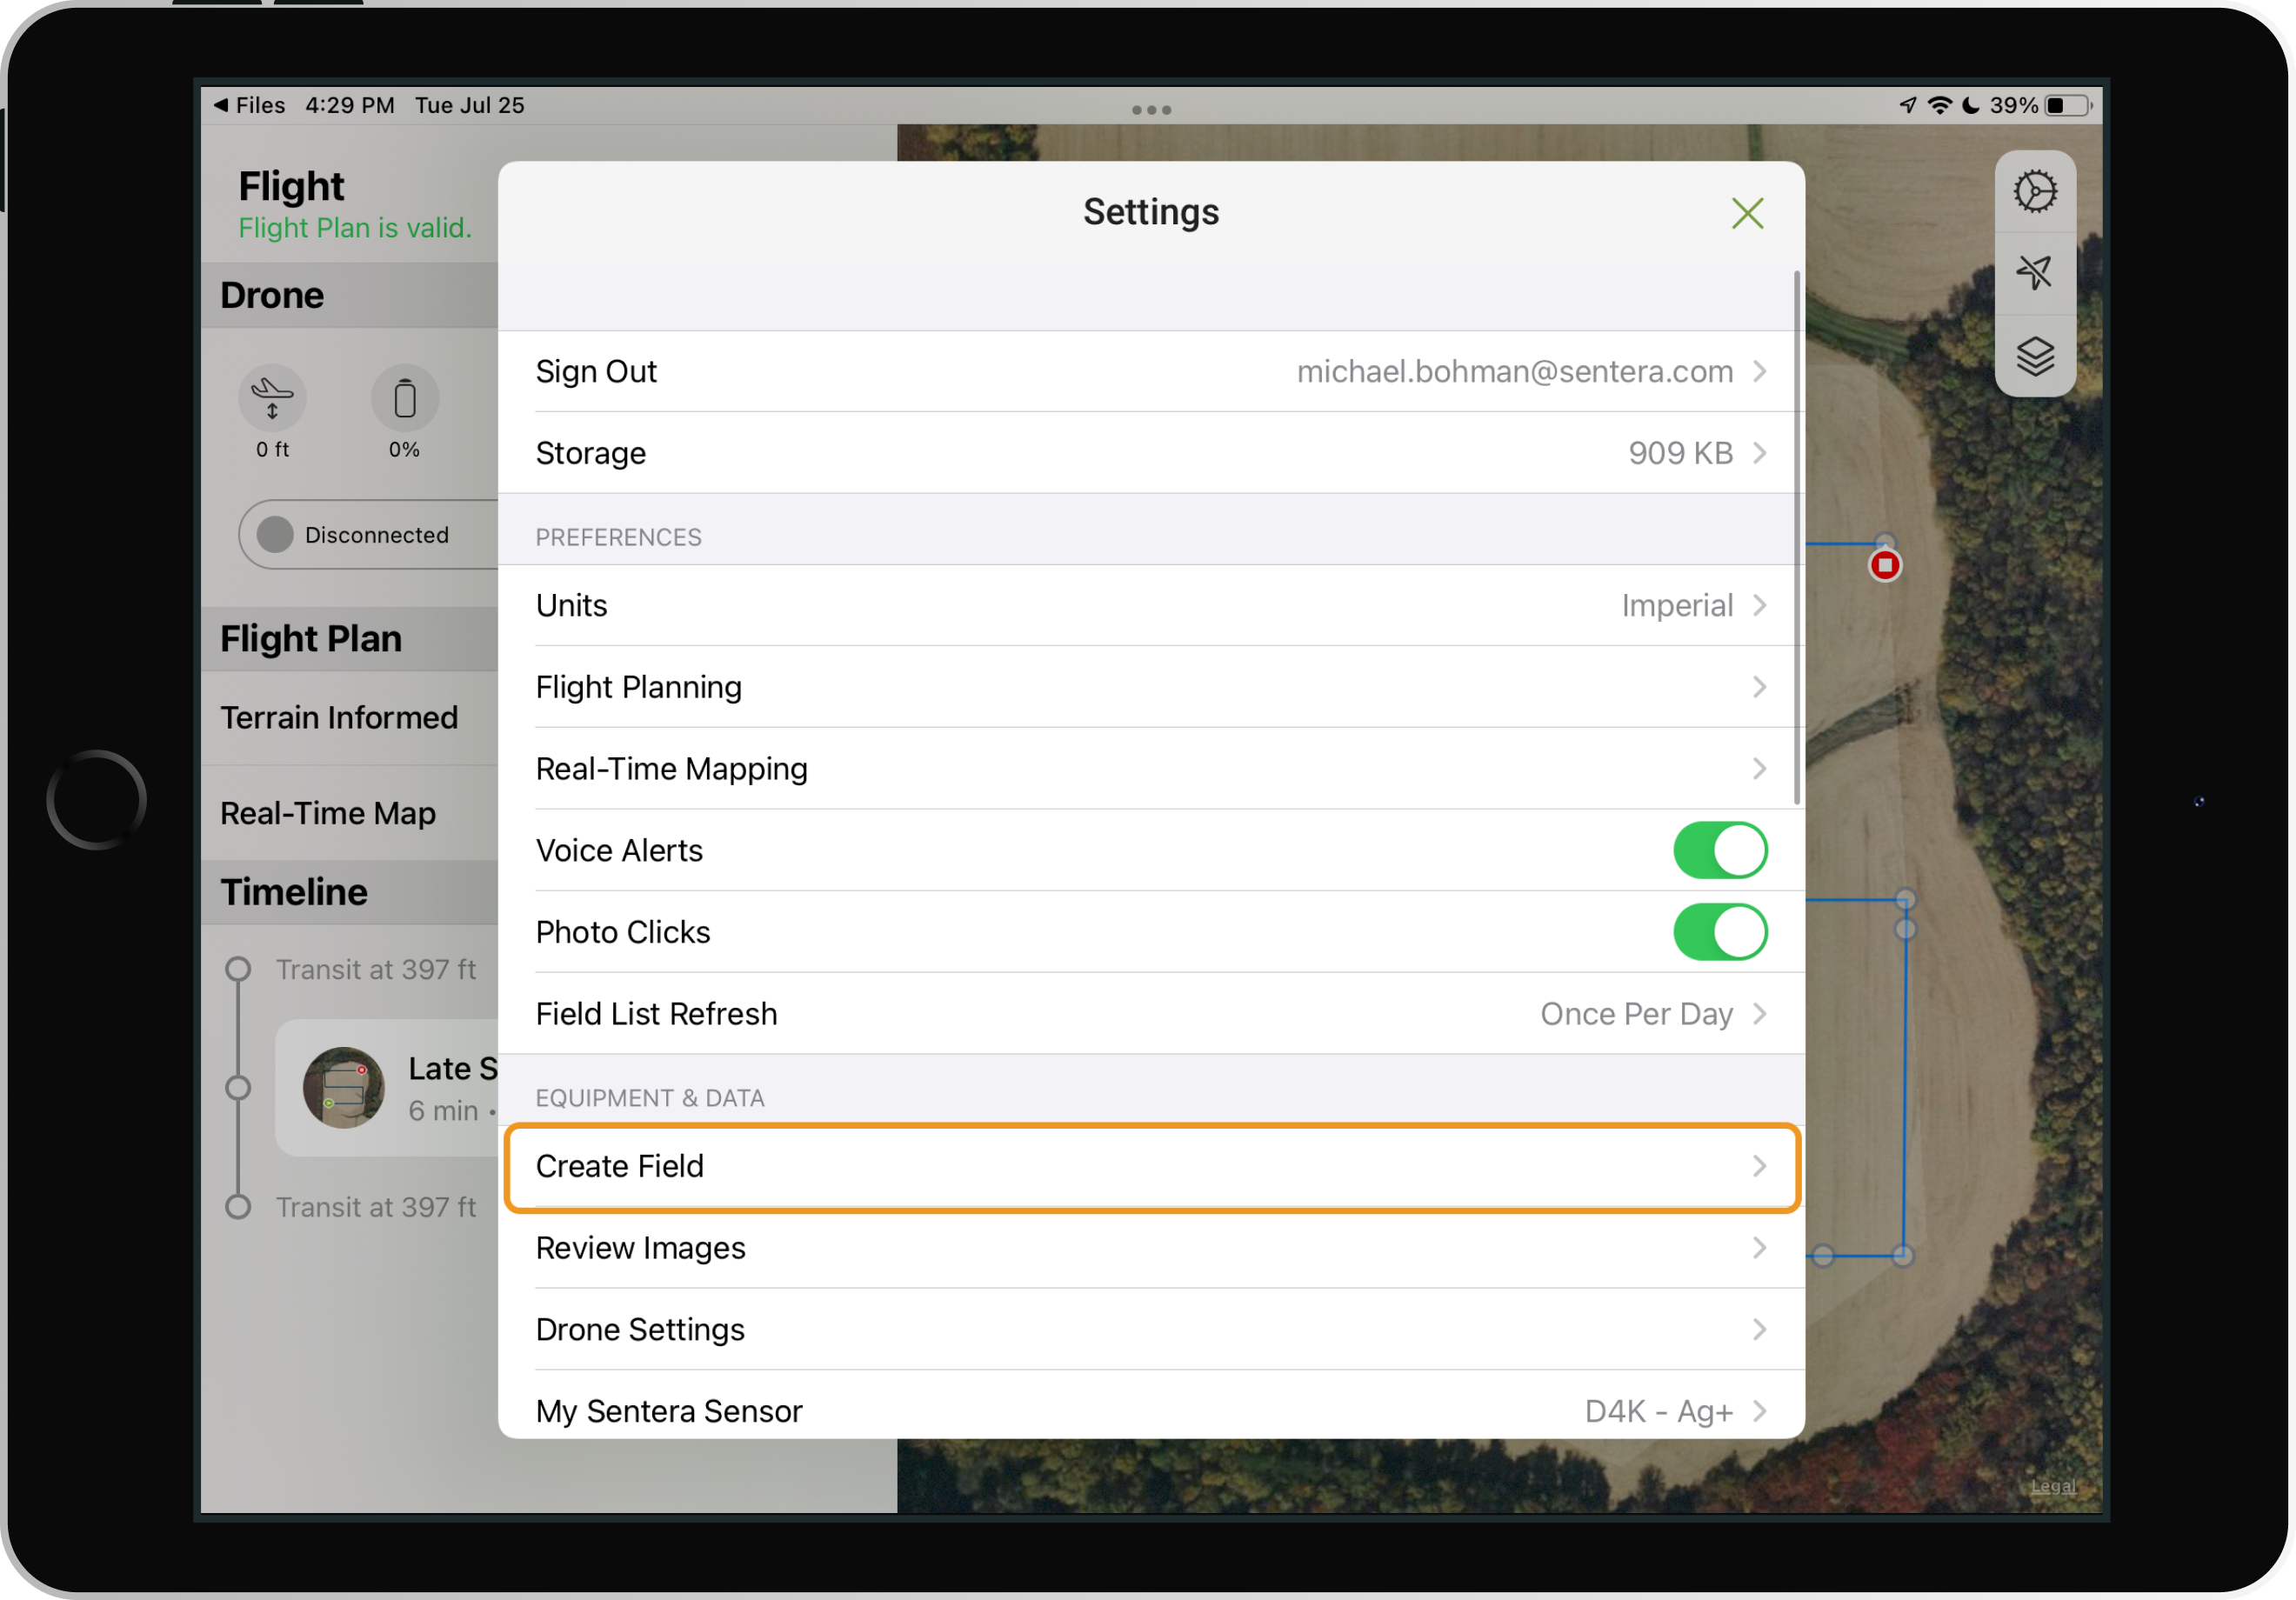 Files 4:29 PM Tue Jul 25
39%
Flight
Flight Plan is valid.
Drone
0 ft
0%
Disconnected
Flight Plan
Terrain Informed
Real-Time Map
Timeline
Transit at 397 ft
Late S
6 min •
Transit at 397 ft
Settings
Sign Out michael.bohman@sentera.com
Storage 909 KB
PREFERENCES
Units Imperial
Flight Planning
Real-Time Mapping
Voice Alerts
Photo Clicks
Field List Refresh Once Per Day
EQUIPMENT & DATA
Create Field
Review Images
Drone Settings
My Sentera Sensor D4K - Ag+
Legal